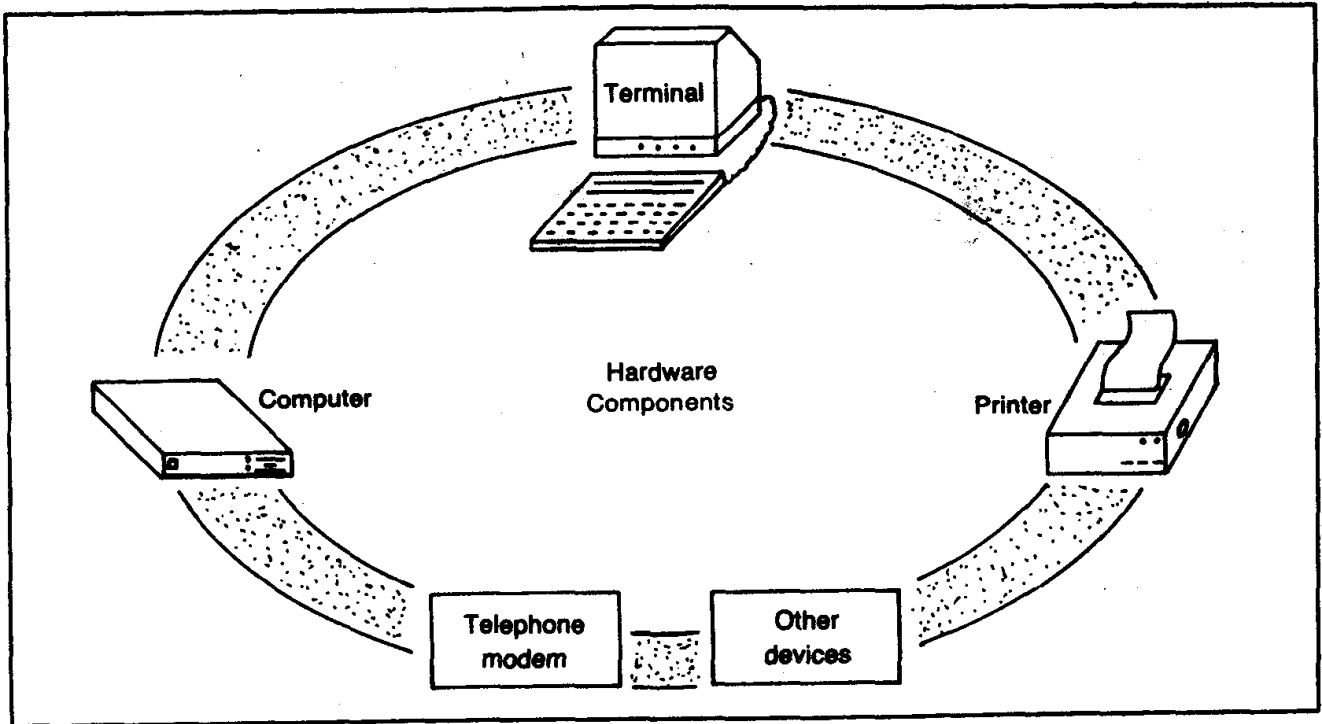 Terminal
Computer
Hardware
Components
Printer
Telephone
modem
Other
devices